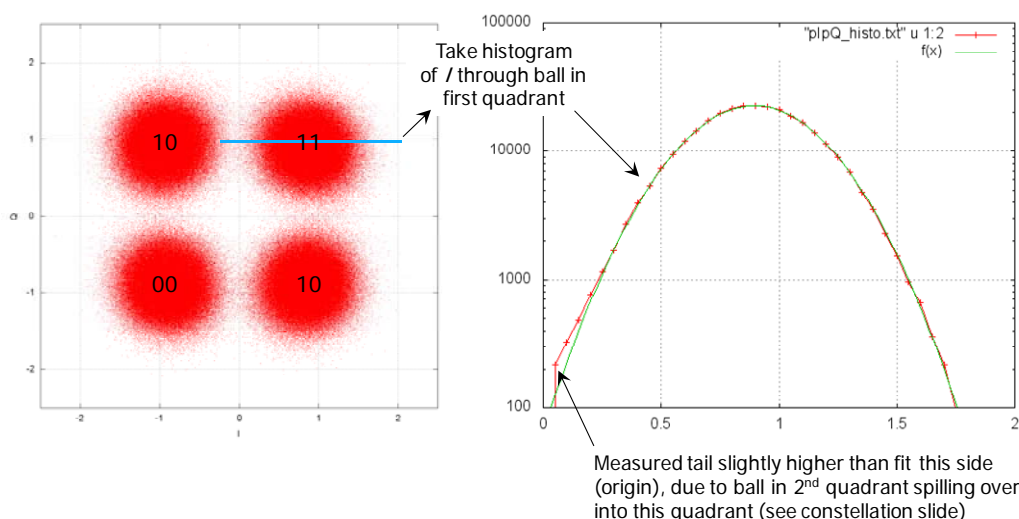 Take histogram
of I through ball in
first quadrant
2
1
0
-1
-2
Q
10
11
00
10
-2
-1
0
1
2
I
100000
10000
1000
100
"pIpQ_histo.txt" u 1:2
f(x)
0
0.5
1
1.5
2
Measured tail slightly higher than fit this side
(origin), due to ball in 2nd quadrant spilling over
into this quadrant (see constellation slide)